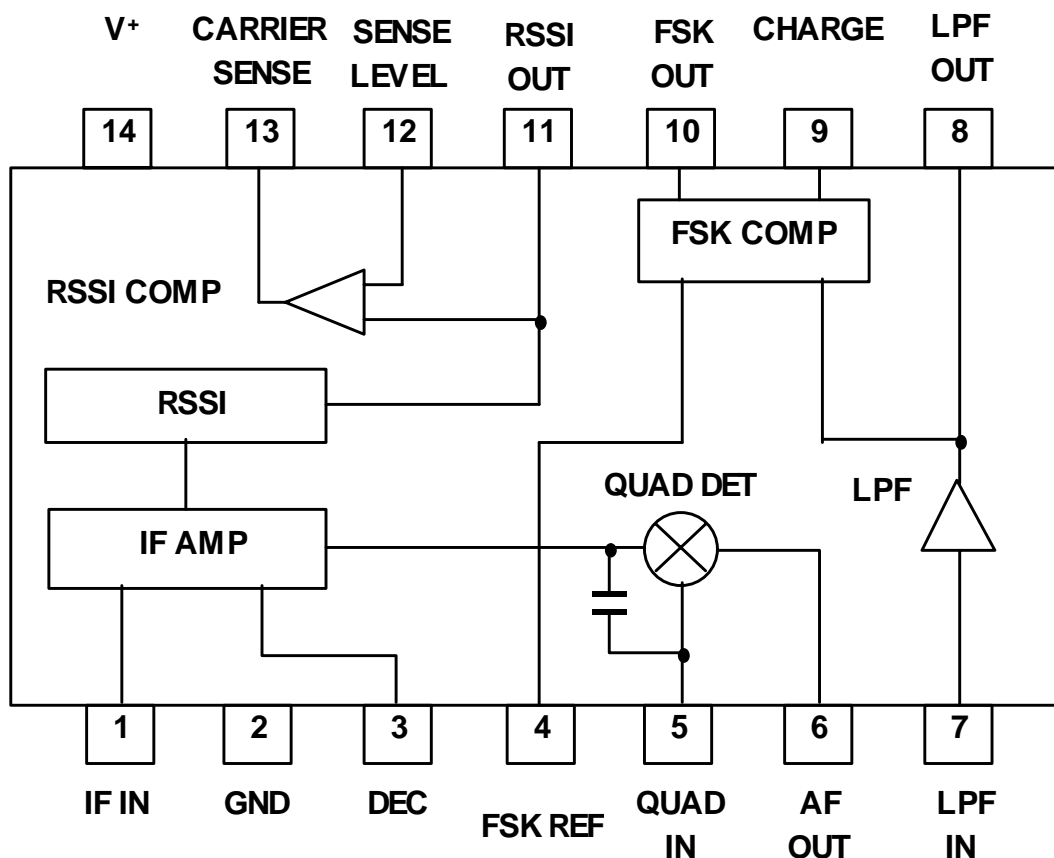 V+
CARRIER
SENSE
SENSE
LEVEL
RSSI
OUT
FSK
OUT
CHARGE
LPF
OUT
14
13
12
11
10
9
8
FSK COMP
RSSI COMP
RSSI
QUAD DET
LPF
IF AMP
1
2
3
4
5
6
7
IF IN
GND
DEC
FSK REF
QUAD
IN
AF
OUT
LPF
IN